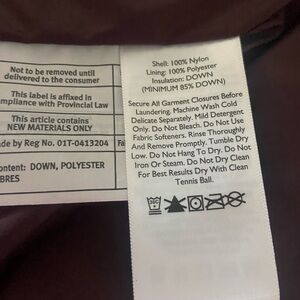 Not to be removed until
delivered to the consumer
This label is affixed in
ompliance with Provincial Law
This article contains
NEW MATERIALS ONLY
ade by Reg No. 01T-0413204
ontent: DOWN, POLYESTER
BRES
Fa
Shell: 100% Nylon
Lining: 100% Polyester
Insulation: DOWN
(MINIMUM 85% DOWN)
Secure All Garment Closures Before
Laundering. Machine Wash Cold
Delicate Separately. Mild Detergent
Only. Do Not Bleach. Do Not Use
Fabric Softeners. Rinse Thoroughly
And Remove Promptly. Tumble Dry
Low. Do Not Hang To Dry. Do Not
Iron Or Steam. Do Not Dry Clean
For Best Results Dry With Clean
Tennis Ball.